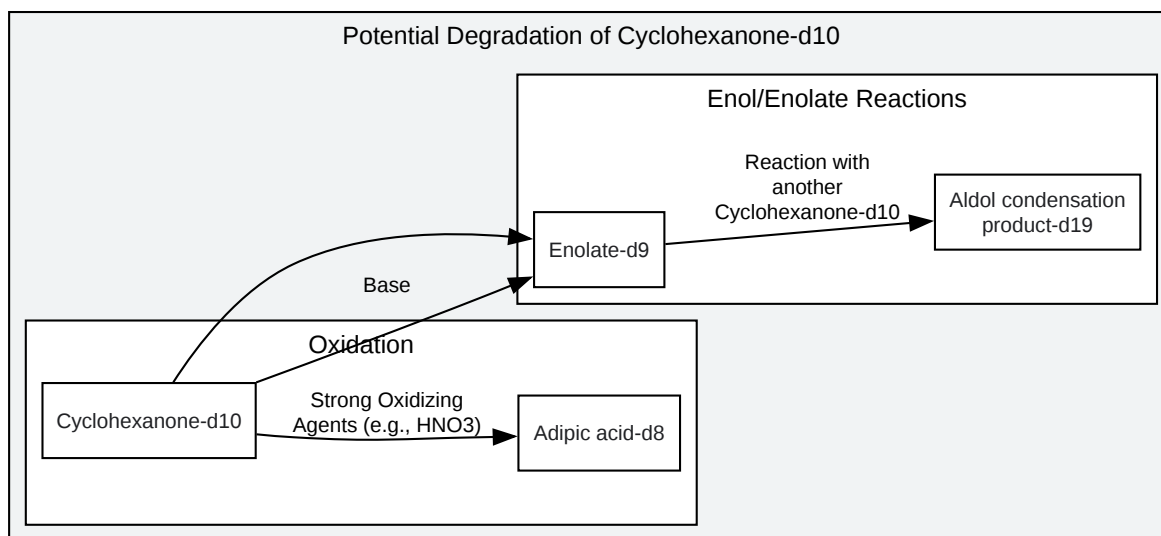 Potential Degradation of Cyclohexanone-d10
Enol/Enolate Reactions
Reaction with
another
Cyclohexanone-d10
Aldol condensation
product-d19
Enolate-d9
Base
Oxidation
Cyclohexanone-d10
Strong Oxidizing
Agents (e.g., HNO3)
Adipic acid-d8